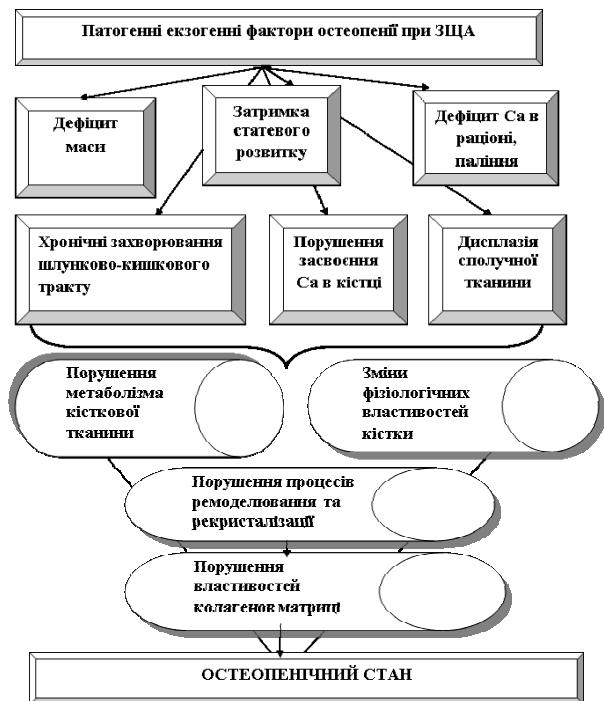 Патогенні екзогенні фактори остеопенії при ЗЩА
Дефіцит
маси
Затримка
статевого
розвитку
Дефіцит Са в
раціоні,
паління
Хронічні захворювання
шлунково-кишкового
тракту
Порушення
засвоєння
Са в кістці
Дисплазія
сполучної
тканини
Порушення
метаболізма
кісткової
тканини
Зміни
фізіологічних
властивостей
кістки
Порушення процесів
ремоделювання та
рекристалізації
Порушення
властивостей
колагенов матриці
ОСТЕОПЕНІЧНИЙ СТАН